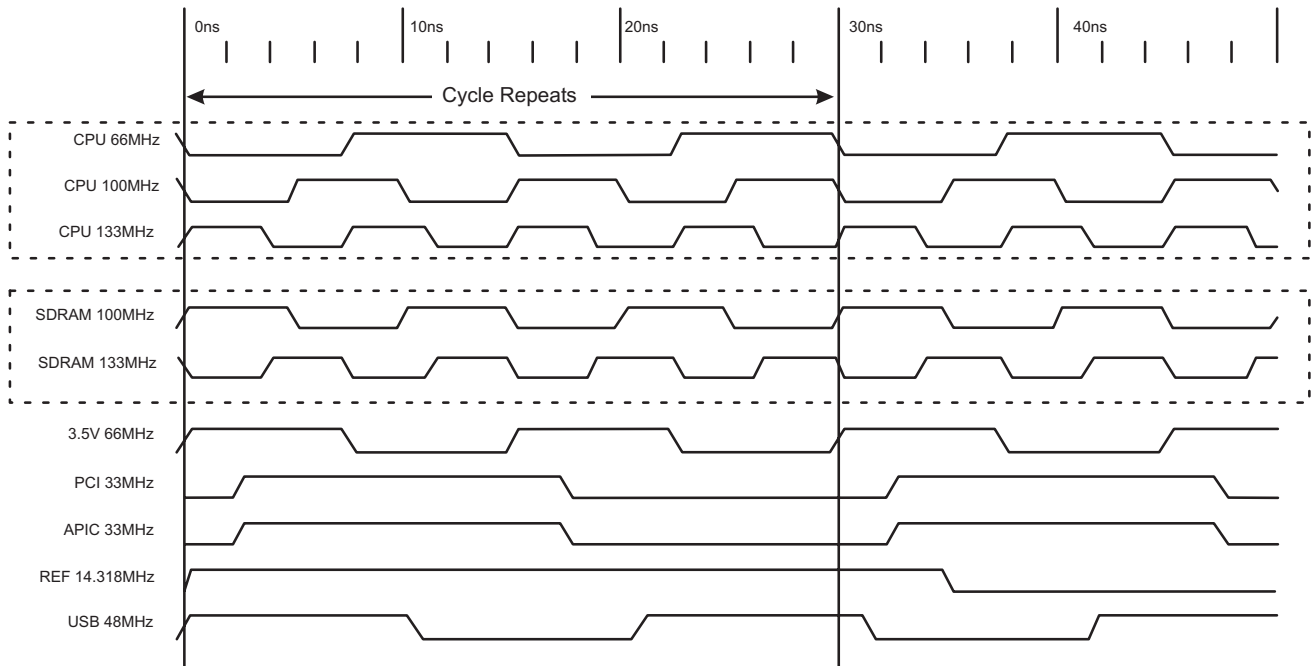 0ns 10ns 20ns 30ns 40ns
Cycle Repeats
CPU 66MHz
CPU 100MHz
CPU 133MHz
SDRAM 100MHz
SDRAM 133MHz
3.5V 66MHz
PCI 33MHz
APIC 33MHz
REF 14.318MHz
USB 48MHz